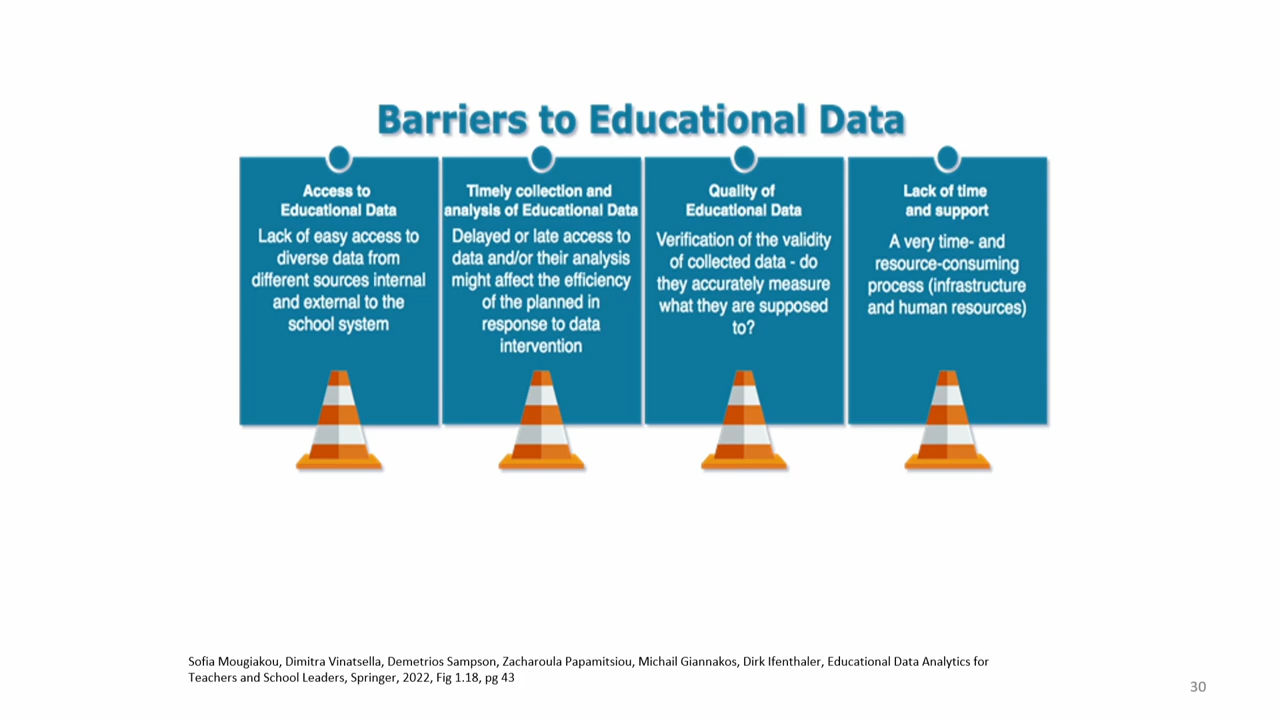 Barriers to Educational Data
Access to
Educational Data
Lack of easy access to
diverse data from
different sources internal
and external to the
school system
Timely collection and
analysis of Educational Data
Delayed or late access to
data and/or their analysis
might affect the efficiency
of the planned in
response to data
intervention
Quality of
Educational Data
Verification of the validity
of collected data - do
they accurately measure
what they are supposed
to?
Lack of time
and support
A very time- and
resource-consuming
process (infrastructure
and human resources)
Sofia Mougiakou, Dimitra Vinatsella, Demetrios Sampson, Zacharoula Papamitsiou, Michail Giannakos, Dirk Ifenthaler, Educational Data Analytics for
Teachers and School Leaders, Springer, 2022, Fig 1.18, pg 43
30